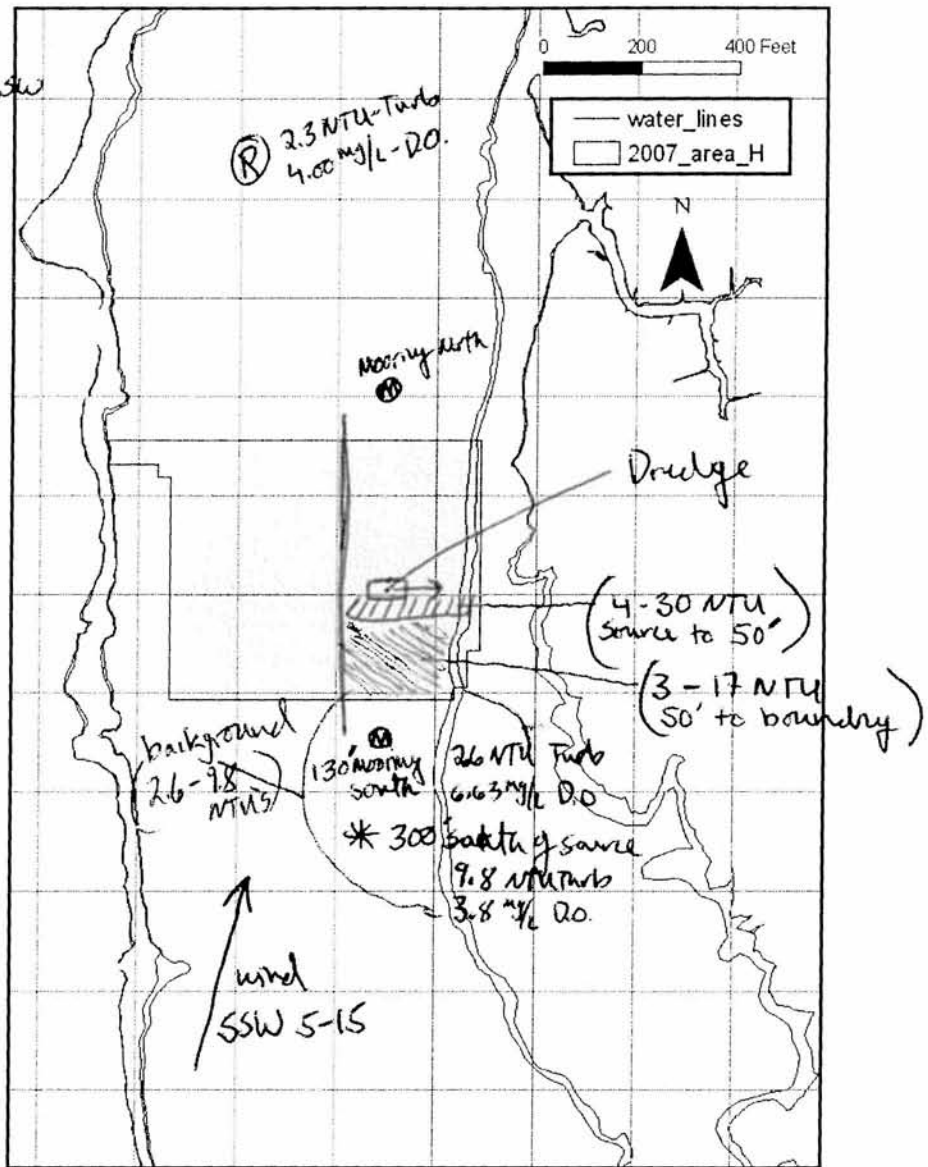 SSW
0 200 400 Feet
R 2.3 NTU-Turb
4.00 mg/L-D.O.
water_lines
2007_area_H
N
Mooring North
M
Dredge
(4-30 NTU
source to 50')
(3-17 NTU
50' to boundry)
background
(2.6-9.8
NTU's)
M
130' mooring
south
2.6 NTU Turb
6.63 mg/L D.O
* 300' south of source
9.8 NTU Turb
3.8 mg/L D.O.
wind
SSW 5-15